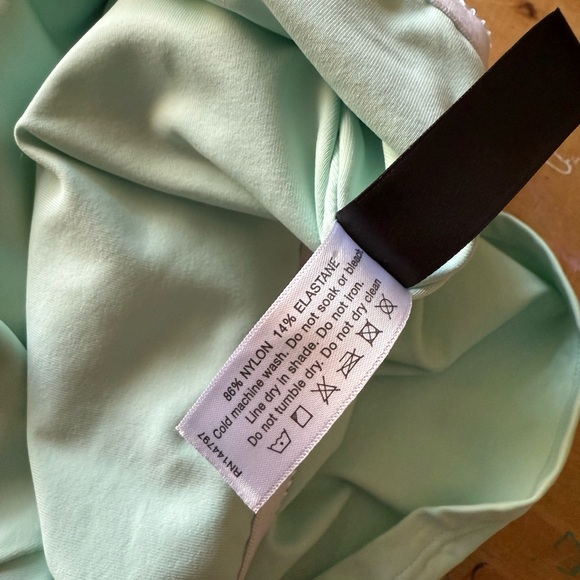 86% NYLON 14% ELASTANE
Cold machine wash. Do not soak or bleach
Line dry in shade. Do not iron.
Do not tumble dry. Do not dry clean
RN144797